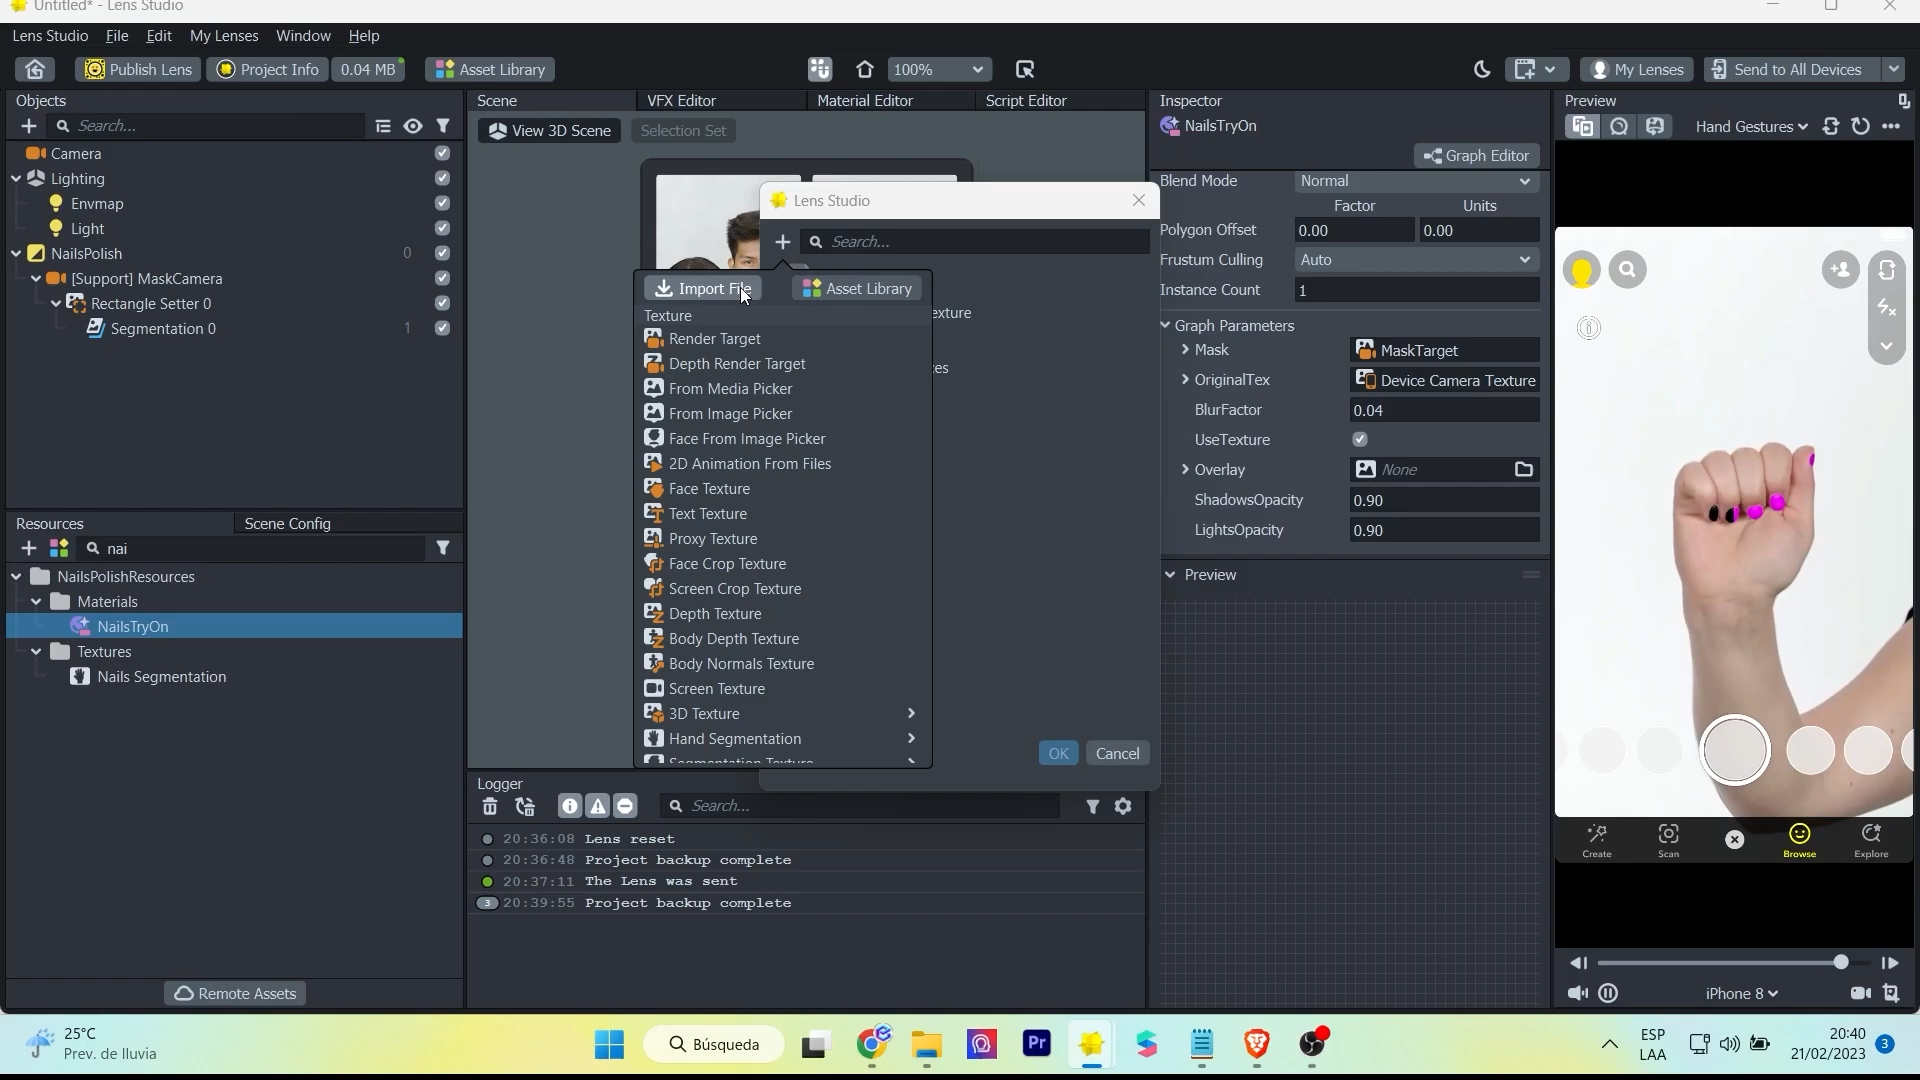 Untitled* - Lens Studio
Lens Studio File Edit My Lenses Window Help
Publish Lens Project Info 0.04 MB Asset Library 100% My Lenses Send to All Devices
Objects
Search...
Camera
Lighting
Envmap
Light
NailsPolish 0
[Support] MaskCamera
Rectangle Setter 0
Segmentation 0 1
Resources Scene Config
nai
NailsPolishResources
Materials
NailsTryOn
Textures
Nails Segmentation
Remote Assets
Scene VFX Editor Material Editor Script Editor
View 3D Scene Selection Set
Lens Studio
Search...
Import File Asset Library
Texture
Render Target
Depth Render Target
From Media Picker
From Image Picker
Face From Image Picker
2D Animation From Files
Face Texture
Text Texture
Proxy Texture
Face Crop Texture
Screen Crop Texture
Depth Texture
Body Depth Texture
Body Normals Texture
Screen Texture
3D Texture
Hand Segmentation
Segmentation Texture
exture
es
OK Cancel
Logger
Search...
20:36:08 Lens reset
20:36:48 Project backup complete
20:37:11 The Lens was sent
3 20:39:55 Project backup complete
Inspector
NailsTryOn
Graph Editor
Blend Mode Normal
Factor Units
Polygon Offset 0.00 0.00
Frustum Culling Auto
Instance Count 1
Graph Parameters
Mask MaskTarget
OriginalTex Device Camera Texture
BlurFactor 0.04
UseTexture
Overlay None
ShadowsOpacity 0.90
LightsOpacity 0.90
Preview
Preview
Hand Gestures
Create Scan Browse Explore
iPhone 8
25°C
Prev. de lluvia
Búsqueda
Pr
ESP
LAA
20:40
21/02/2023
3